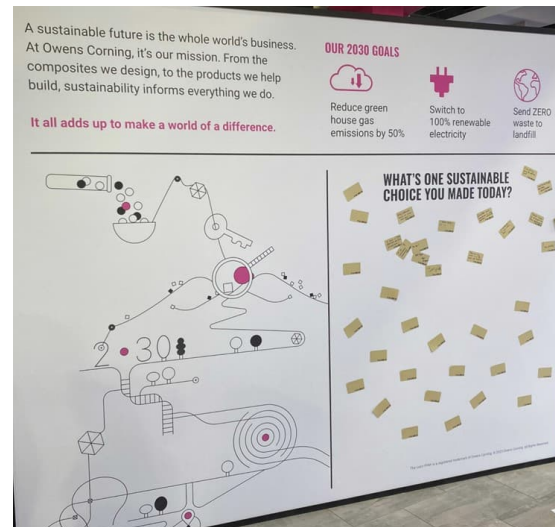 A sustainable future is the whole world's business.
At Owens Corning, it's our mission. From the
composites we design, to the products we help
build, sustainability informs everything we do.
It all adds up to make a world of a difference.
OUR 2030 GOALS
Reduce green
house gas
emissions by 50%
Switch to
100% renewable
electricity
Send ZERO
waste to
landfill
WHAT'S ONE SUSTAINABLE
CHOICE YOU MADE TODAY?
2.30